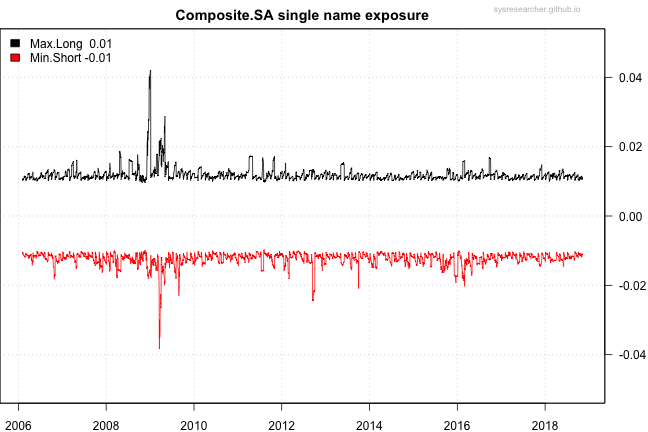 Composite.SA single name exposure
sysresearcher.github.io
Max.Long 0.01
Min.Short -0.01
0.04
0.02
0.00
-0.02
-0.04
2006 2008 2010 2012 2014 2016 2018